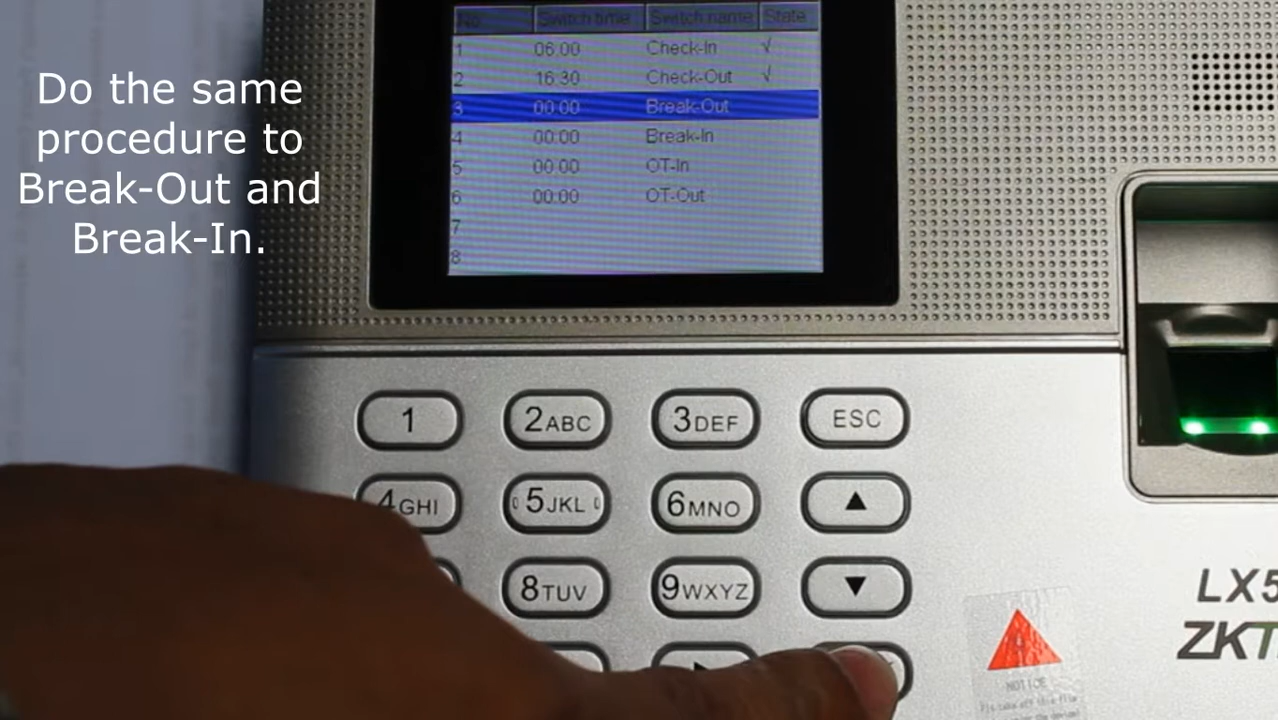 Do the same
procedure to
Break-Out and
Break-In.
No. Switch time Switch name State
1 06:00 Check-In √
2 16:30 Check-Out √
3 00:00 Break-Out
4 00:00 Break-In
5 00:00 OT-In
6 00:00 OT-Out
7
8
1 2ABC 3DEF ESC
4GHI 5JKL 6MNO ▲
8TUV 9WXYZ ▼
LX5
ZKT
NOTICE